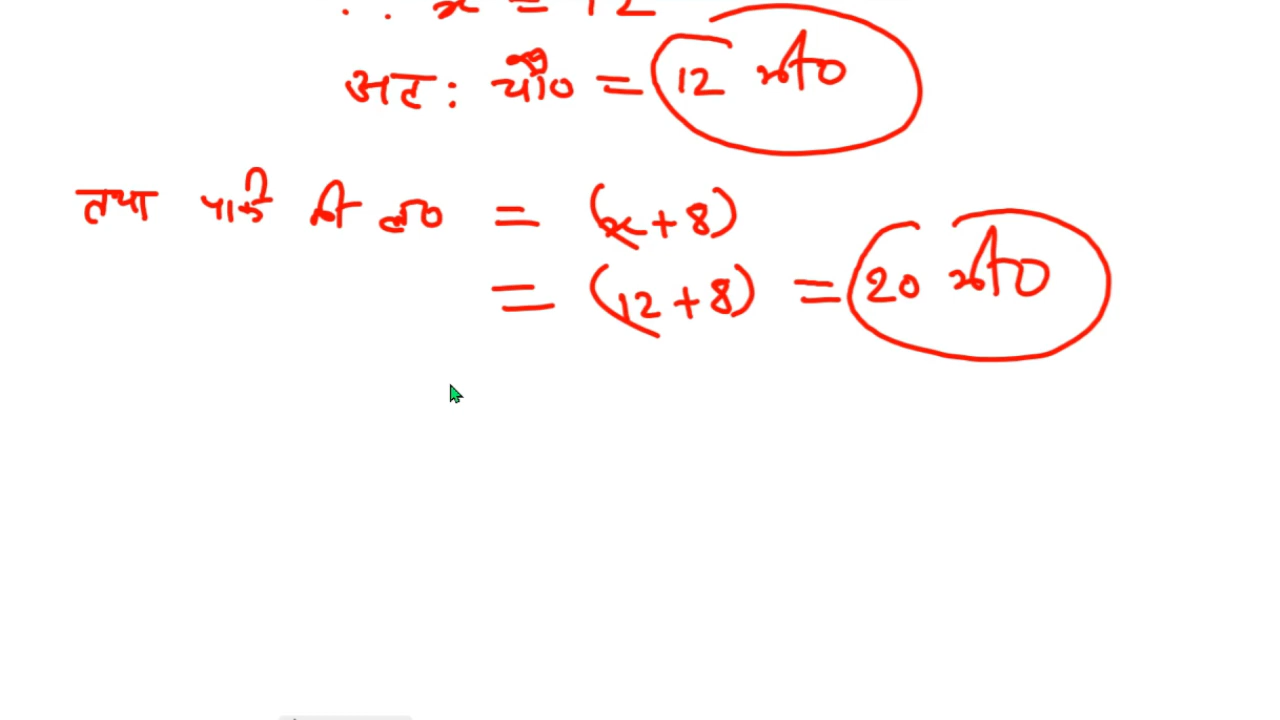 ∴ x = 12
अतः चौ० = 12 मी०
तथा पार्क की ल० = (x+8)
= (12+8) = 20 मी०